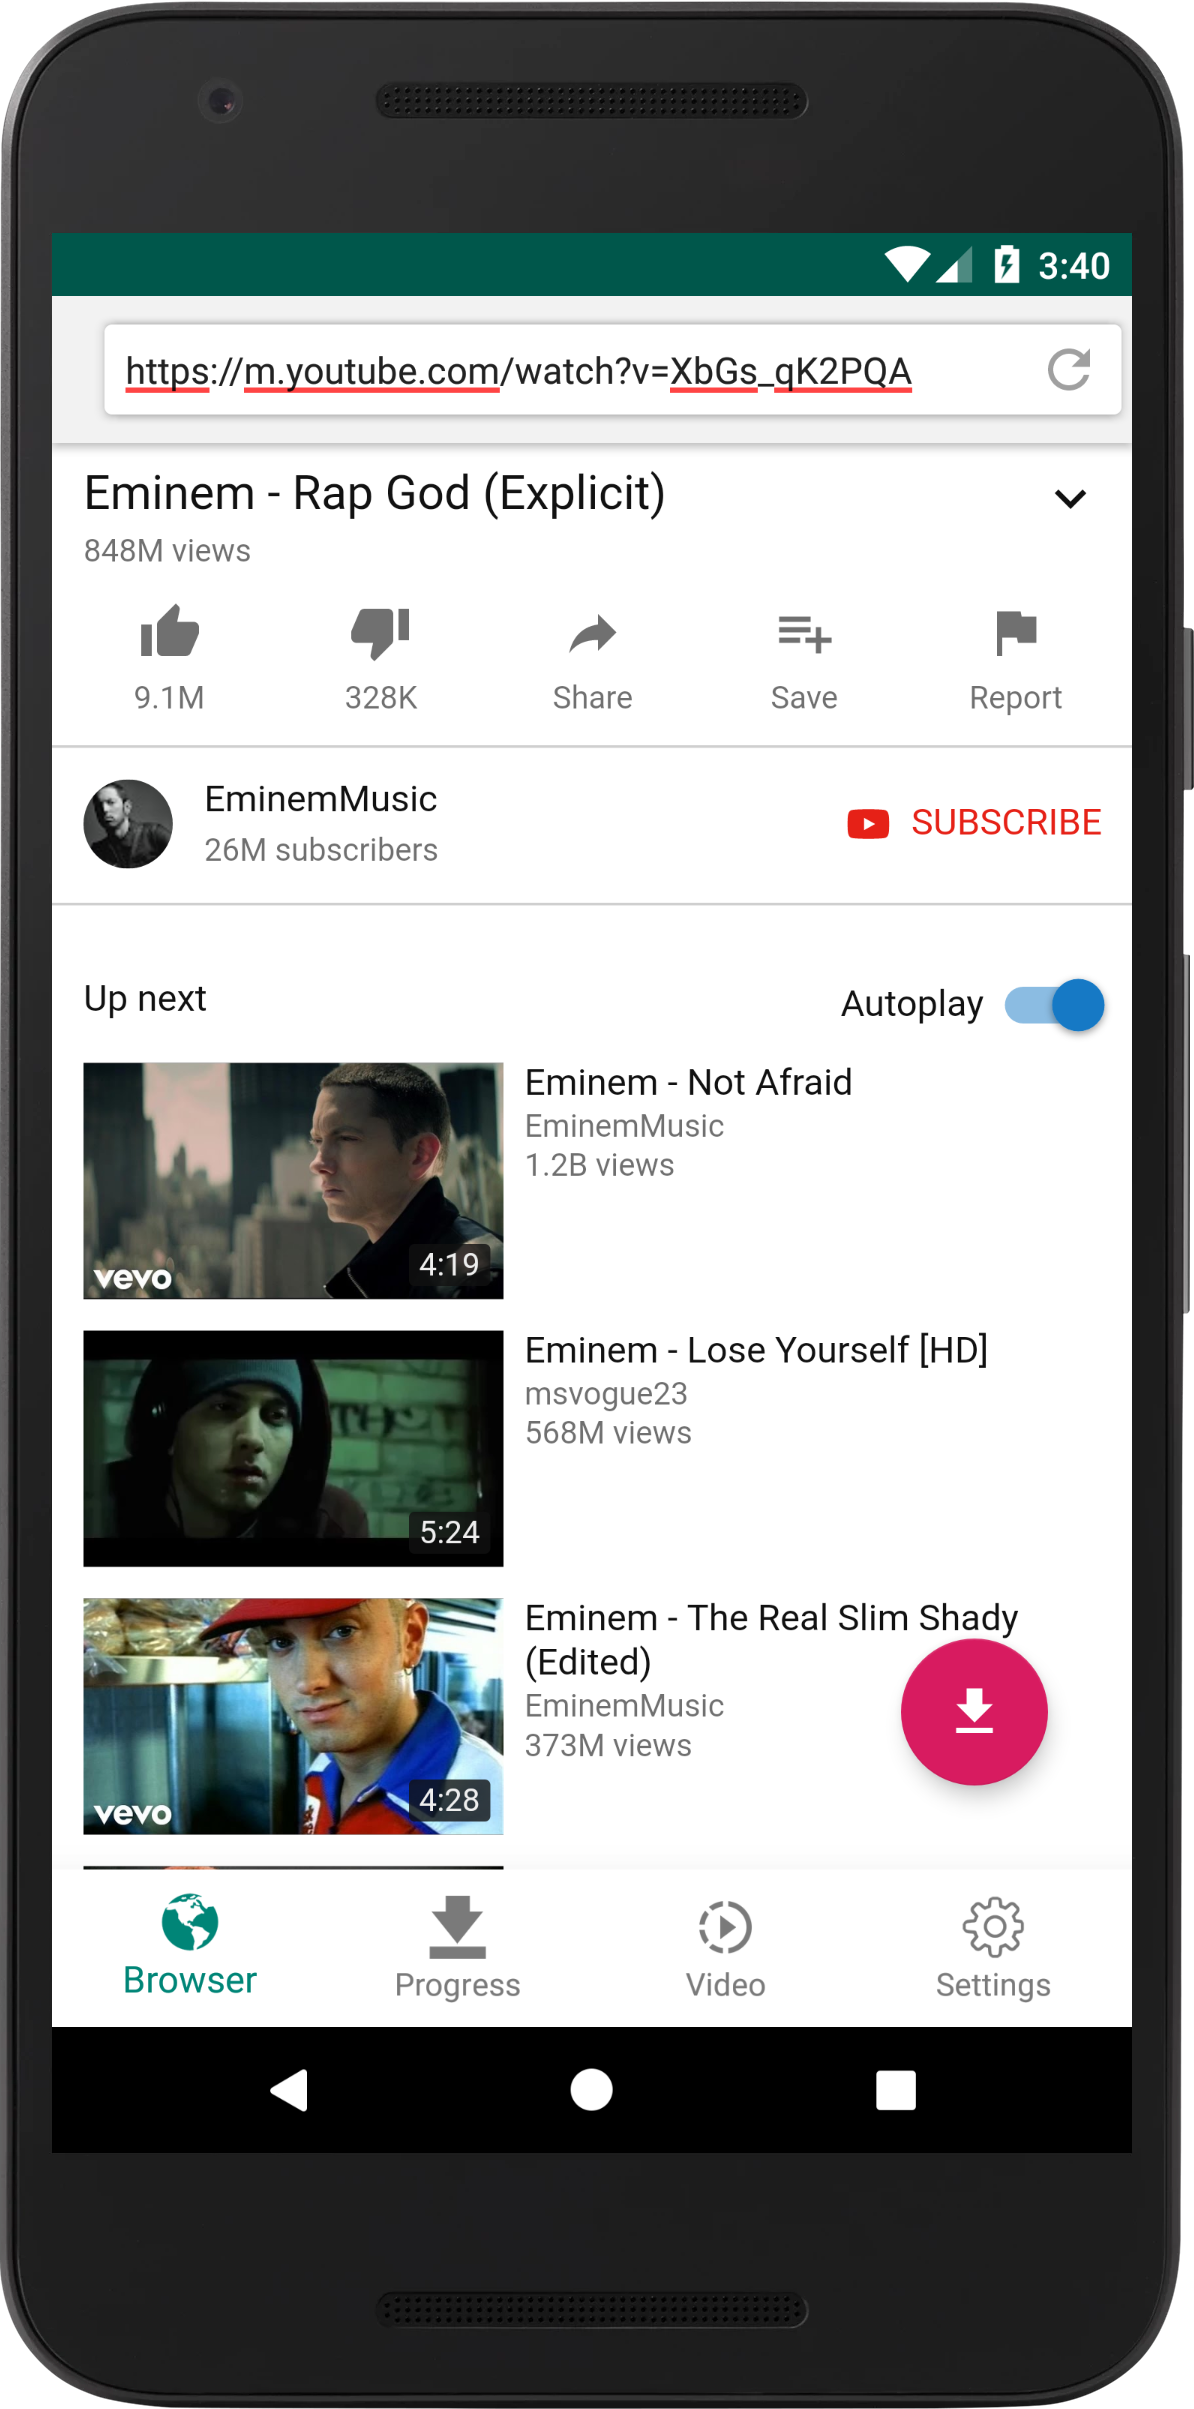 3:40
https://m.youtube.com/watch?v=XbGs_qK2PQA
Eminem - Rap God (Explicit)
848M views
9.1M
328K
Share
Save
Report
EminemMusic
26M subscribers
SUBSCRIBE
Up next
Autoplay
Eminem - Not Afraid
EminemMusic
1.2B views
vevo
4:19
Eminem - Lose Yourself [HD]
msvogue23
568M views
5:24
Eminem - The Real Slim Shady
(Edited)
EminemMusic
373M views
vevo
4:28
Browser
Progress
Video
Settings